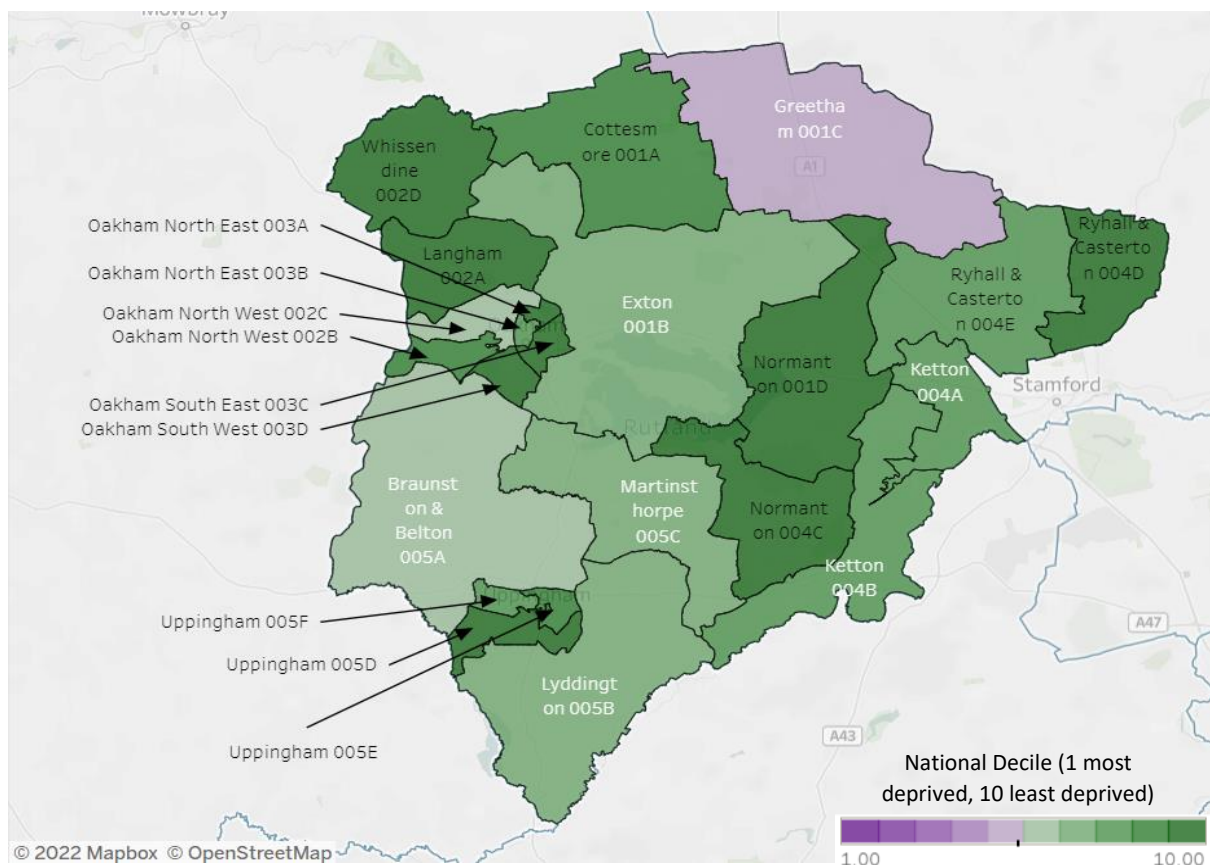 Mowbray
Greetha
m 001C
Cottesm
ore 001A
A1
Whissen
dine
002D
Oakham North East 003A
Langham
002A
Ryhall &
Casterto
n 004D
Oakham North East 003B
Ryhall &
Casterto
n 004E
Oakham North West 002C
Exton
001B
Oakham North West 002B
Normant
on 001D
Ketton
004A
Stamford
Oakham South East 003C
Oakham South West 003D
Rutland
Braunst
on &
Belton
005A
Martinst
horpe
005C
Normant
on 004C
Ketton
004B
Uppingham
Uppingham 005F
A47
Uppingham 005D
Lyddingt
on 005B
Uppingham 005E
A43
National Decile (1 most
deprived, 10 least deprived)
1.00 10.00
© 2022 Mapbox © OpenStreetMap